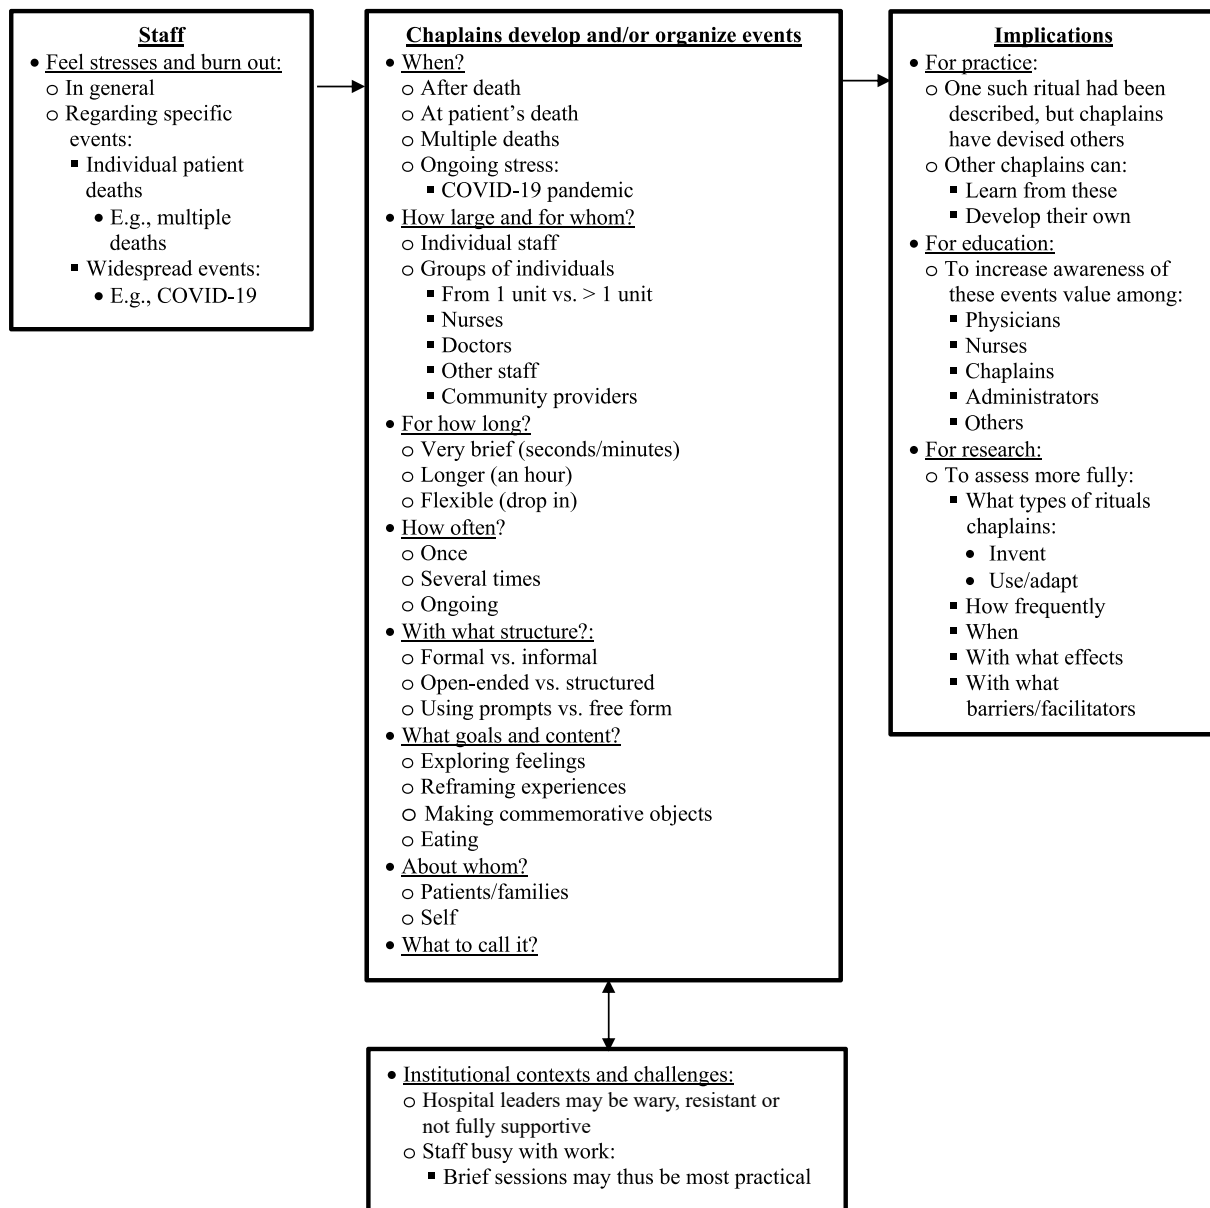 Staff
• Feel stresses and burn out:
o In general
o Regarding specific
events:
▪ Individual patient
deaths
• E.g., multiple
deaths
▪ Widespread events:
• E.g., COVID-19
Chaplains develop and/or organize events
• When?
o After death
o At patient's death
o Multiple deaths
o Ongoing stress:
▪ COVID-19 pandemic
• How large and for whom?
o Individual staff
o Groups of individuals
▪ From 1 unit vs. > 1 unit
▪ Nurses
▪ Doctors
▪ Other staff
▪ Community providers
• For how long?
o Very brief (seconds/minutes)
o Longer (an hour)
o Flexible (drop in)
• How often?
o Once
o Several times
o Ongoing
• With what structure?:
o Formal vs. informal
o Open-ended vs. structured
o Using prompts vs. free form
• What goals and content?
o Exploring feelings
o Reframing experiences
o Making commemorative objects
o Eating
• About whom?
o Patients/families
o Self
• What to call it?
Implications
• For practice:
o One such ritual had been
described, but chaplains
have devised others
o Other chaplains can:
▪ Learn from these
▪ Develop their own
• For education:
o To increase awareness of
these events value among:
▪ Physicians
▪ Nurses
▪ Chaplains
▪ Administrators
▪ Others
• For research:
o To assess more fully:
▪ What types of rituals
chaplains:
• Invent
• Use/adapt
▪ How frequently
▪ When
▪ With what effects
▪ With what
barriers/facilitators
• Institutional contexts and challenges:
o Hospital leaders may be wary, resistant or
not fully supportive
o Staff busy with work:
▪ Brief sessions may thus be most practical